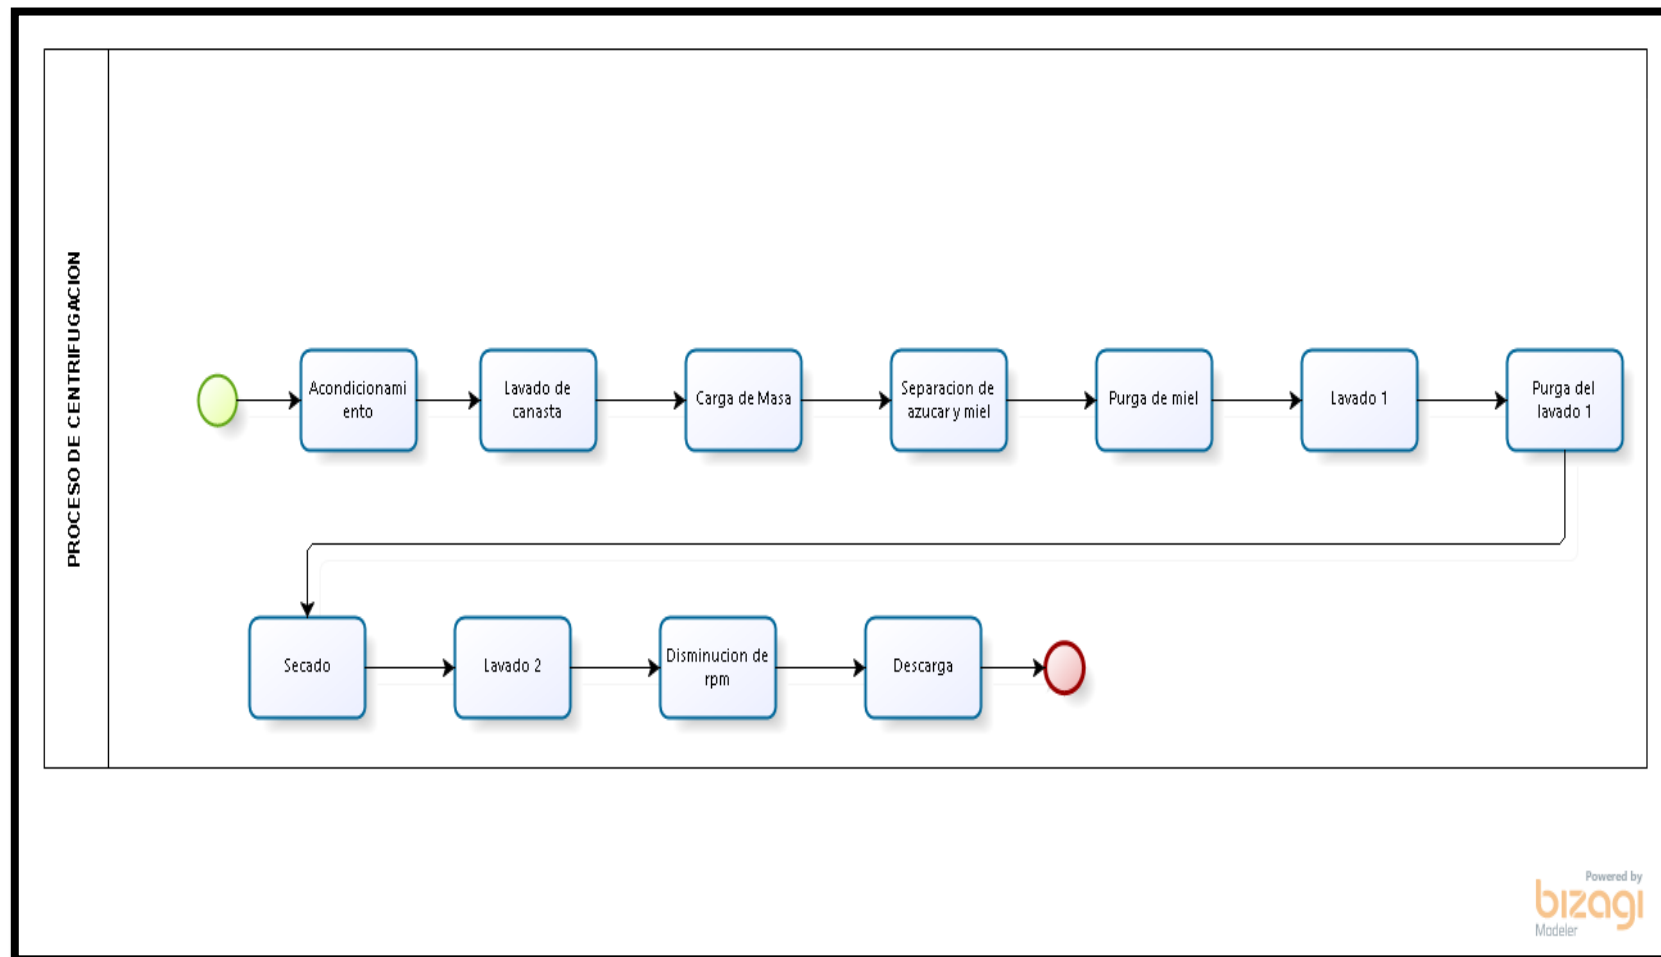 PROCESO DE CENTRIFUGACION
Acondicionami
ento
Lavado de
canasta
Carga de Masa
Separacion de
azucar y miel
Purga de miel
Lavado 1
Purga del
lavado 1
Secado
Lavado 2
Disminucion de
rpm
Descarga
Powered by
bizagi
Modeler